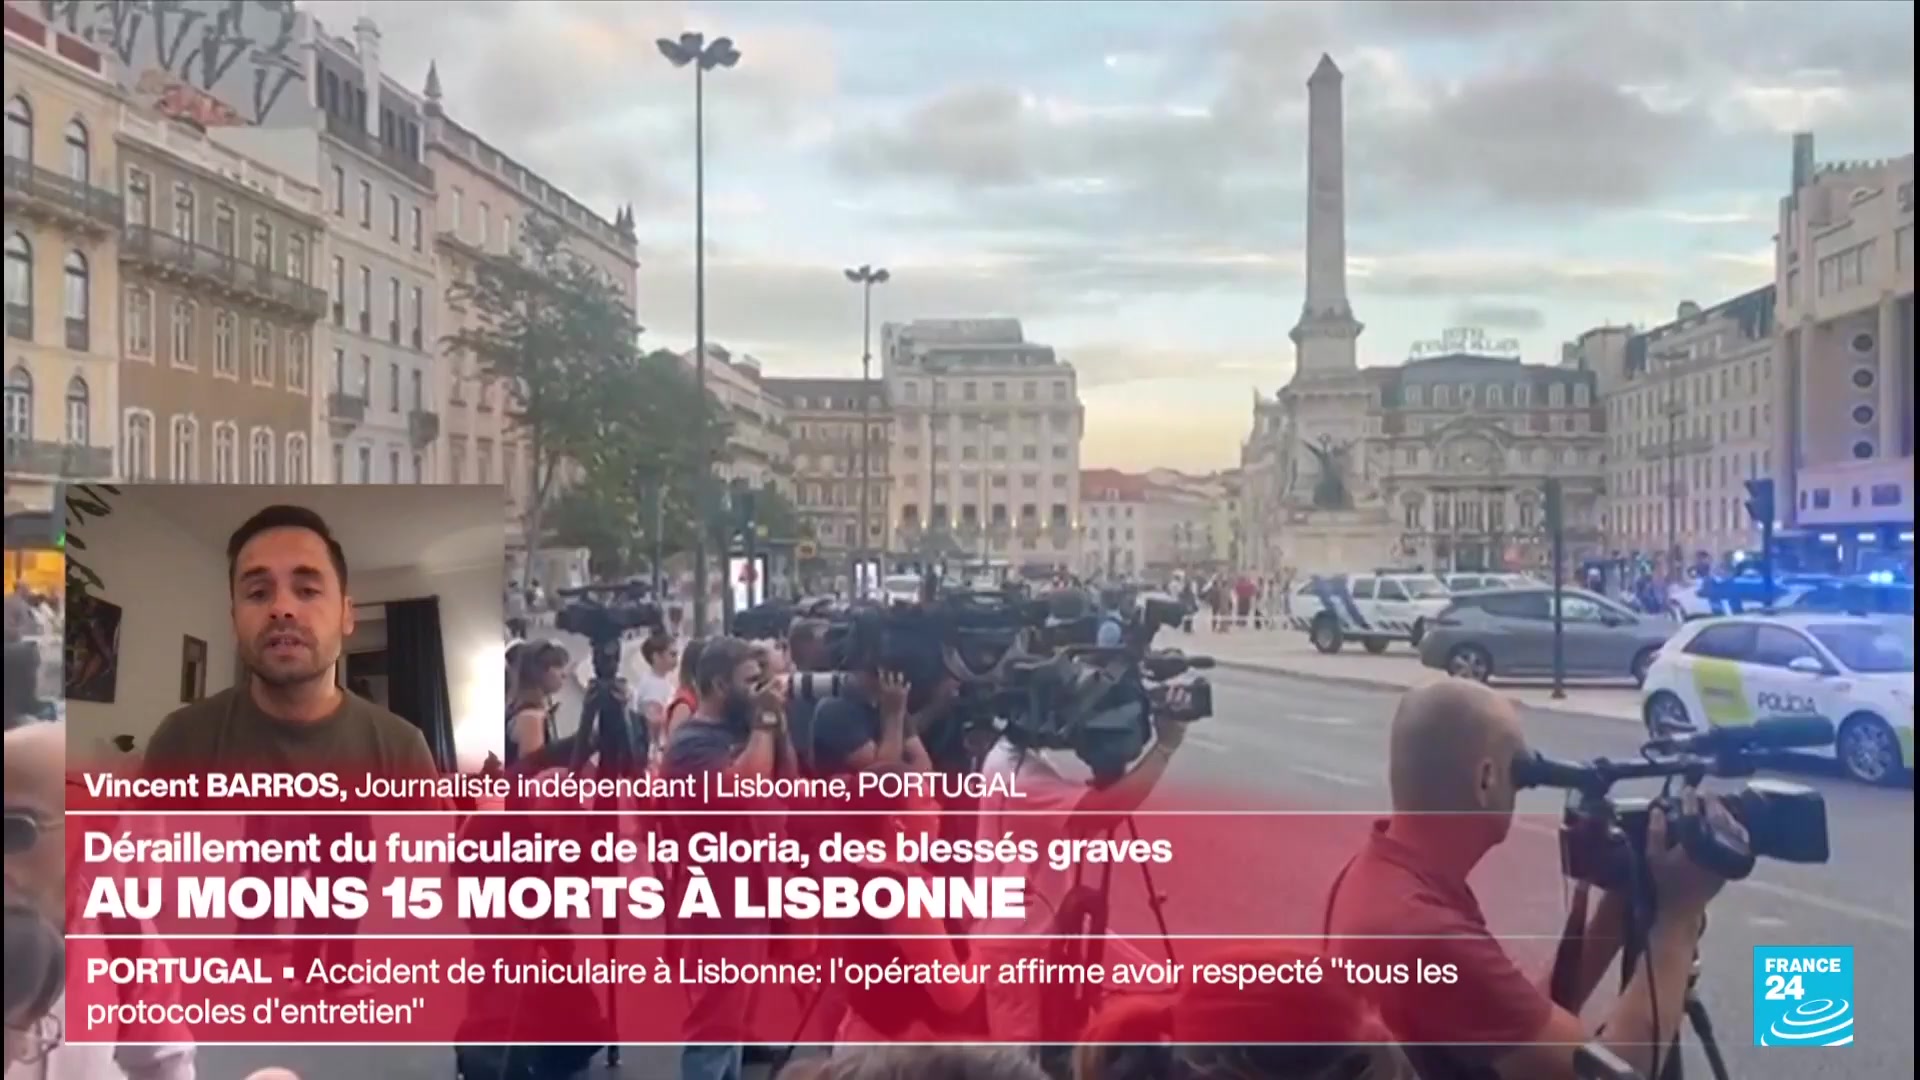 POLÍCIA
Vincent BARROS, Journaliste indépendant | Lisbonne, PORTUGAL
Déraillement du funiculaire de la Gloria, des blessés graves
AU MOINS 15 MORTS À LISBONNE
PORTUGAL ▪ Accident de funiculaire à Lisbonne: l'opérateur affirme avoir respecté "tous les
protocoles d'entretien"
FRANCE
24